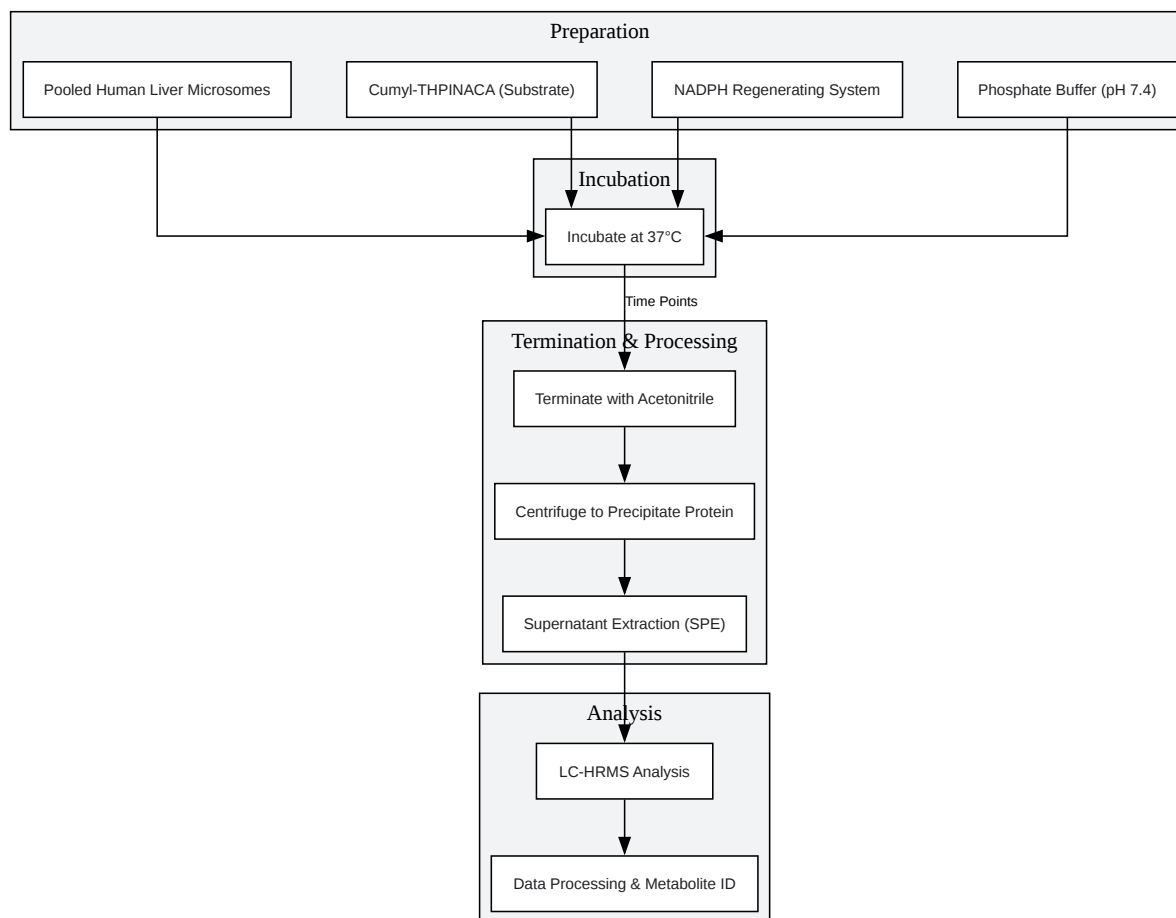 Preparation
Pooled Human Liver Microsomes
Cumyl-THPINACA (Substrate)
NADPH Regenerating System
Phosphate Buffer (pH 7.4)
Incubation
Incubate at 37°C
Time Points
Termination & Processing
Terminate with Acetonitrile
Centrifuge to Precipitate Protein
Supernatant Extraction (SPE)
Analysis
LC-HRMS Analysis
Data Processing & Metabolite ID